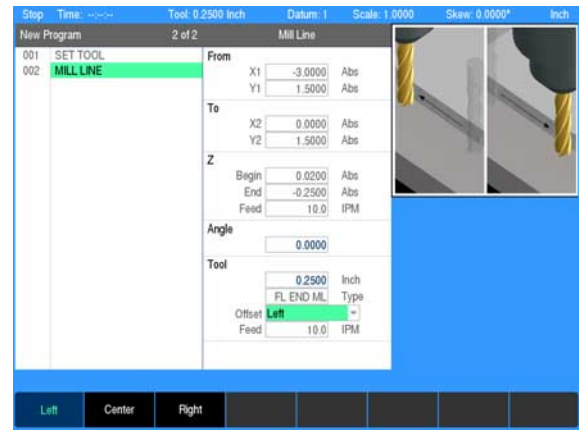 Stop Time: --:--:-- Tool: 0.2500 Inch Datum: 1 Scale: 1.0000 Skew: 0.0000° Inch
New Program 2 of 2 Mill Line
001 SET TOOL
002 MILL LINE
From
X1 -3.0000 Abs
Y1 1.5000 Abs
To
X2 0.0000 Abs
Y2 1.5000 Abs
Z
Begin 0.0200 Abs
End -0.2500 Abs
Feed 10.0 IPM
Angle
0.0000
Tool
0.2500 Inch
FL END ML Type
Offset Left
Feed 10.0 IPM
Left Center Right